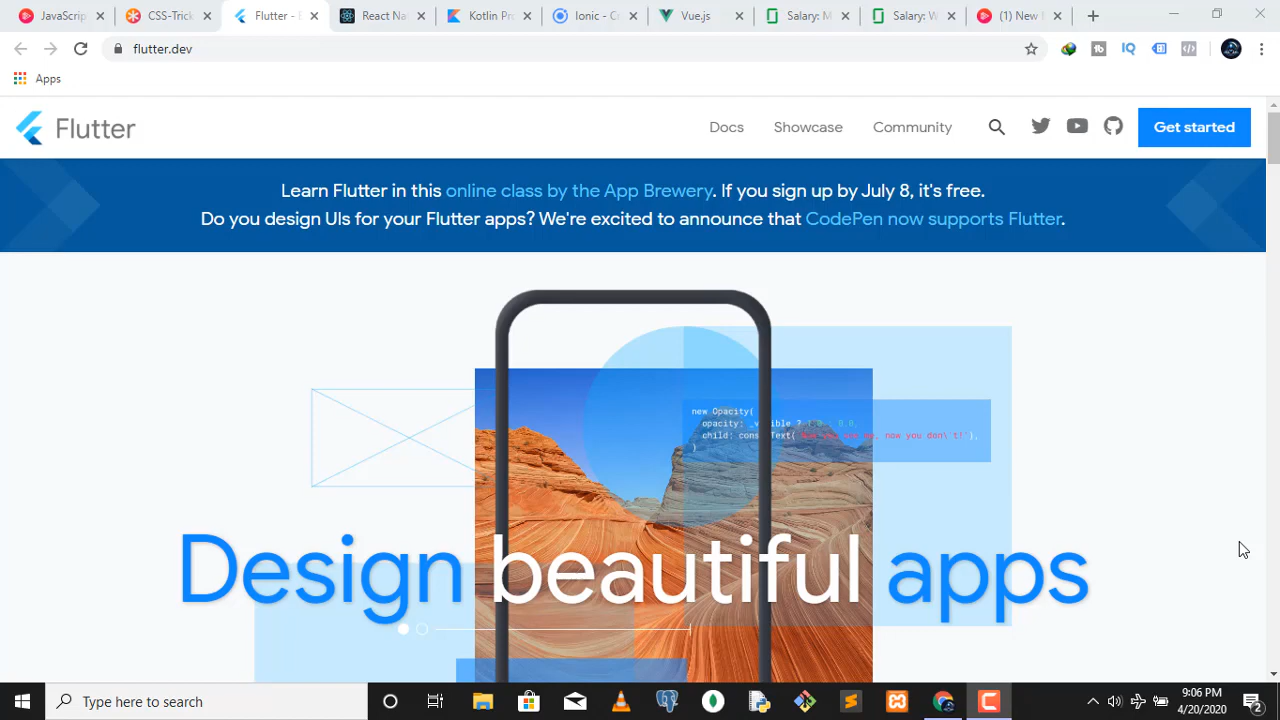 JavaScrip
CSS-Trick
Flutter - B
React Na
Kotlin Pr
Ionic - Cr
Vue.js
Salary: M
Salary: W
(1) New t
flutter.dev
Apps
Flutter
Docs
Showcase
Community
Get started
Learn Flutter in this online class by the App Brewery. If you sign up by July 8, it's free.
Do you design UIs for your Flutter apps? We're excited to announce that CodePen now supports Flutter.
new Opacity(
child:
)
Design beautiful apps
Type here to search
9:06 PM
4/20/2020
2